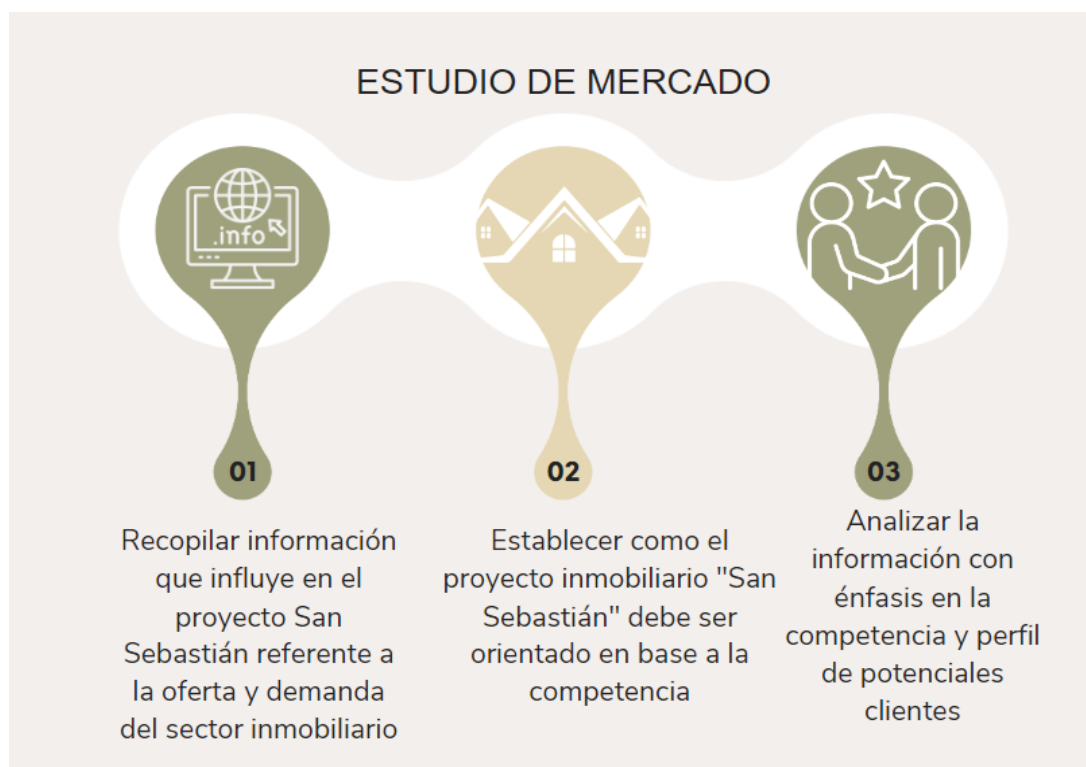 ESTUDIO DE MERCADO
.info
01
Recopilar información
que influye en el
proyecto San
Sebastián referente a
la oferta y demanda
del sector inmobiliario
02
Establecer como el
proyecto inmobiliario "San
Sebastián" debe ser
orientado en base a la
competencia
03
Analizar la
información con
énfasis en la
competencia y perfil
de potenciales
clientes